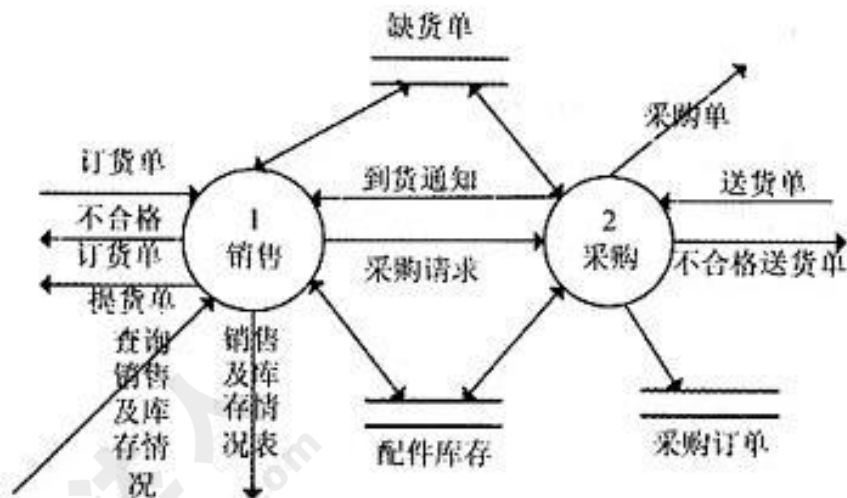 缺货单
采购单
订货单
到货通知
送货单
1
销售
2
采购
不合格
订货单
采购请求
不合格送货单
提货单
查询
销售
及库
存情
况
销售
及库
存情
况表
配件库存
采购订单